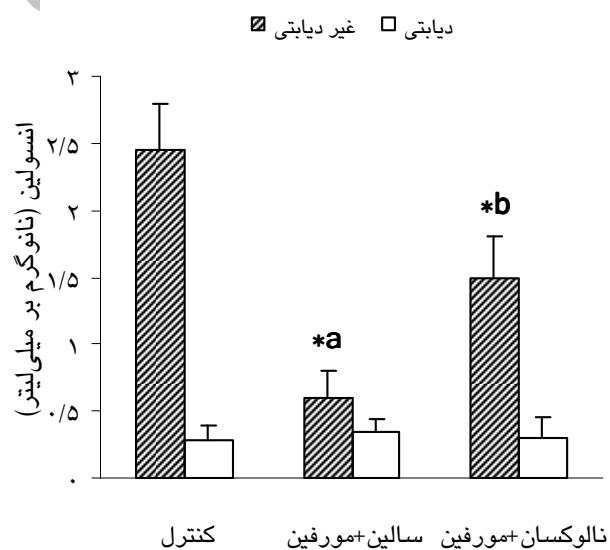 غیر دیابتی دیابتی
انسولین (نانوگرم بر میلی‌لیتر)
۳
۲/۵
۲
۱/۵
۱
۰/۵
۰
*a
*b
کنترل
سالین+مورفین
نالوکسان+مورفین